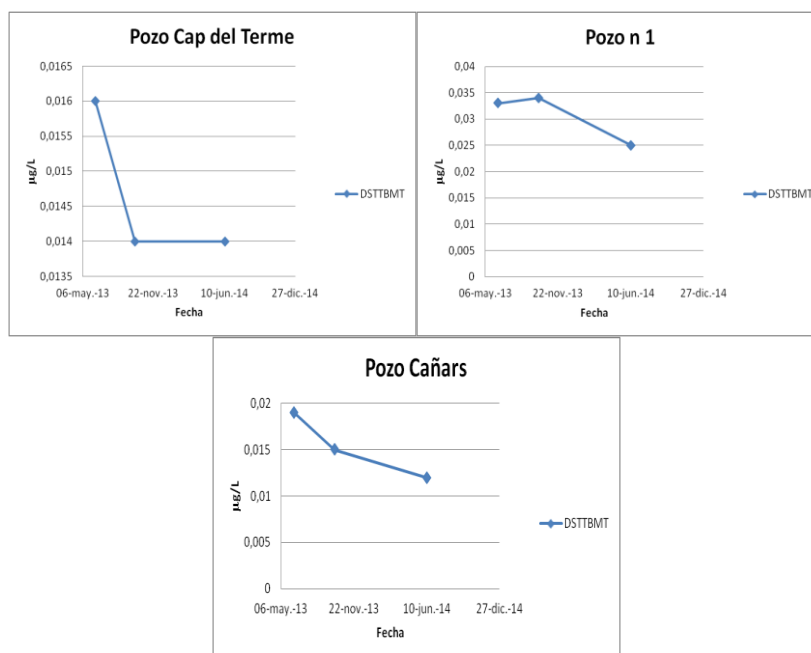 Pozo Cap del Terme
0,0165
0,016
0,0155
0,015
0,0145
0,014
0,0135
µg/L
DSTTBMT
06-may.-13 22-nov.-13 10-jun.-14 27-dic.-14
Fecha
Pozo n 1
0,04
0,035
0,03
0,025
0,02
0,015
0,01
0,005
0
µg/L
DSTTBMT
06-may.-13 22-nov.-13 10-jun.-14 27-dic.-14
Fecha
Pozo Cañars
0,02
0,015
0,01
0,005
0
µg/L
DSTTBMT
06-may.-13 22-nov.-13 10-jun.-14 27-dic.-14
Fecha